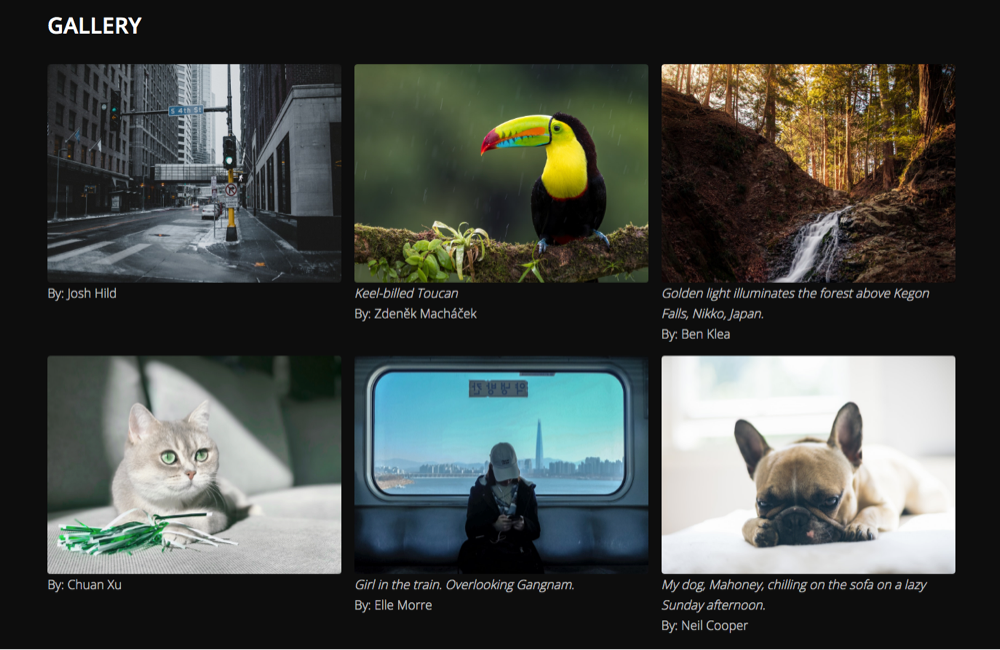 GALLERY
S 4th St
By: Josh Hild
Keel-billed Toucan
By: Zdeněk Macháček
Golden light illuminates the forest above Kegon
Falls, Nikko, Japan.
By: Ben Klea
By: Chuan Xu
Girl in the train. Overlooking Gangnam.
By: Elle Morre
My dog, Mahoney, chilling on the sofa on a lazy
Sunday afternoon.
By: Neil Cooper